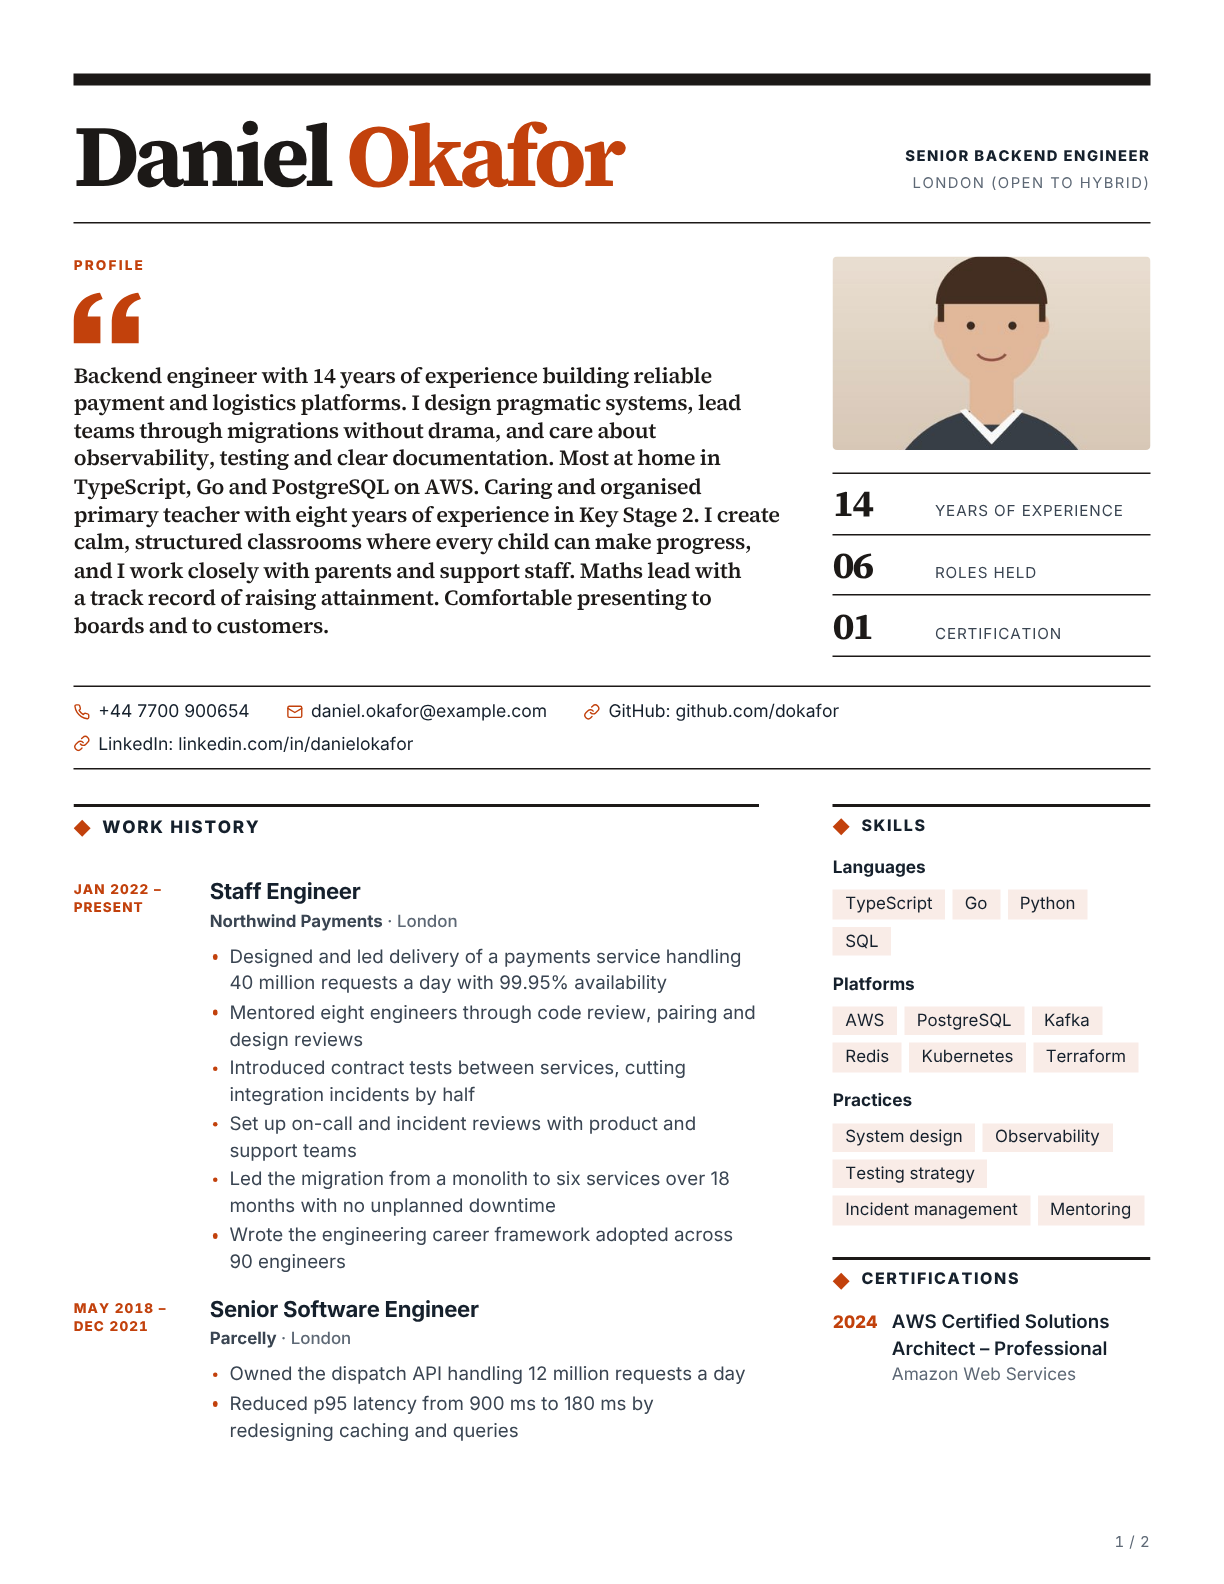 Daniel Okafor
SENIOR BACKEND ENGINEER
LONDON (OPEN TO HYBRID)
PROFILE
“
Backend engineer with 14 years of experience building reliable
payment and logistics platforms. I design pragmatic systems, lead
teams through migrations without drama, and care about
observability, testing and clear documentation. Most at home in
TypeScript, Go and PostgreSQL on AWS. Caring and organised
primary teacher with eight years of experience in Key Stage 2. I create
calm, structured classrooms where every child can make progress,
and I work closely with parents and support staff. Maths lead with
a track record of raising attainment. Comfortable presenting to
boards and to customers.
14 YEARS OF EXPERIENCE
06 ROLES HELD
01 CERTIFICATION
+44 7700 900654 daniel.okafor@example.com GitHub: github.com/dokafor
LinkedIn: linkedin.com/in/danielokafor
WORK HISTORY
JAN 2022 –
PRESENT
Staff Engineer
Northwind Payments · London
• Designed and led delivery of a payments service handling
40 million requests a day with 99.95% availability
• Mentored eight engineers through code review, pairing and
design reviews
• Introduced contract tests between services, cutting
integration incidents by half
• Set up on-call and incident reviews with product and
support teams
• Led the migration from a monolith to six services over 18
months with no unplanned downtime
• Wrote the engineering career framework adopted across
90 engineers
MAY 2018 –
DEC 2021
Senior Software Engineer
Parcelly · London
• Owned the dispatch API handling 12 million requests a day
• Reduced p95 latency from 900 ms to 180 ms by
redesigning caching and queries
SKILLS
Languages
TypeScript Go Python
SQL
Platforms
AWS PostgreSQL Kafka
Redis Kubernetes Terraform
Practices
System design Observability
Testing strategy
Incident management Mentoring
CERTIFICATIONS
2024 AWS Certified Solutions
Architect – Professional
Amazon Web Services
1 / 2